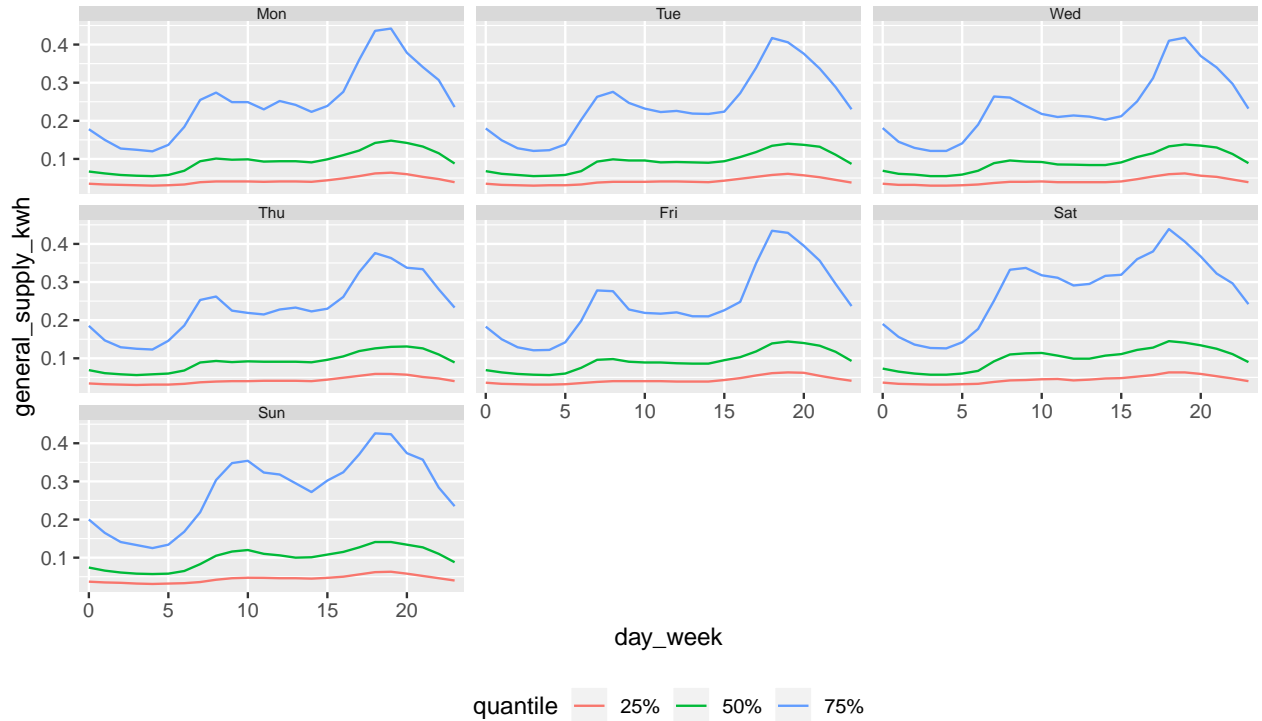 Mon Tue Wed
0.4
0.3
0.2
0.1
Thu Fri Sat
0.4
0.3
0.2
0.1
0 5 10 15 20 0 5 10 15 20
Sun
0.4
0.3
0.2
0.1
0 5 10 15 20
general_supply_kwh
day_week
quantile 25% 50% 75%